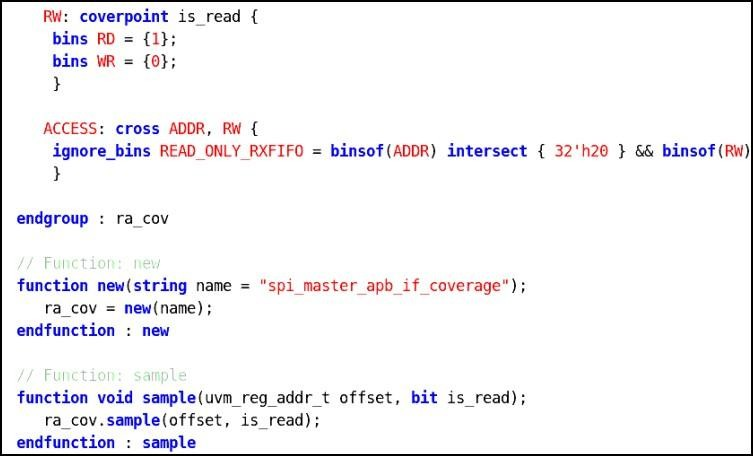 RW: coverpoint is_read {
bins RD = {1};
bins WR = {0};
}
ACCESS: cross ADDR, RW {
ignore_bins READ_ONLY_RXFIFO = binsof(ADDR) intersect { 32'h20 } && binsof(RW)
}
endgroup : ra_cov
// Function: new
function new(string name = "spi_master_apb_if_coverage");
ra_cov = new(name);
endfunction : new
// Function: sample
function void sample(uvm_reg_addr_t offset, bit is_read);
ra_cov.sample(offset, is_read);
endfunction : sample